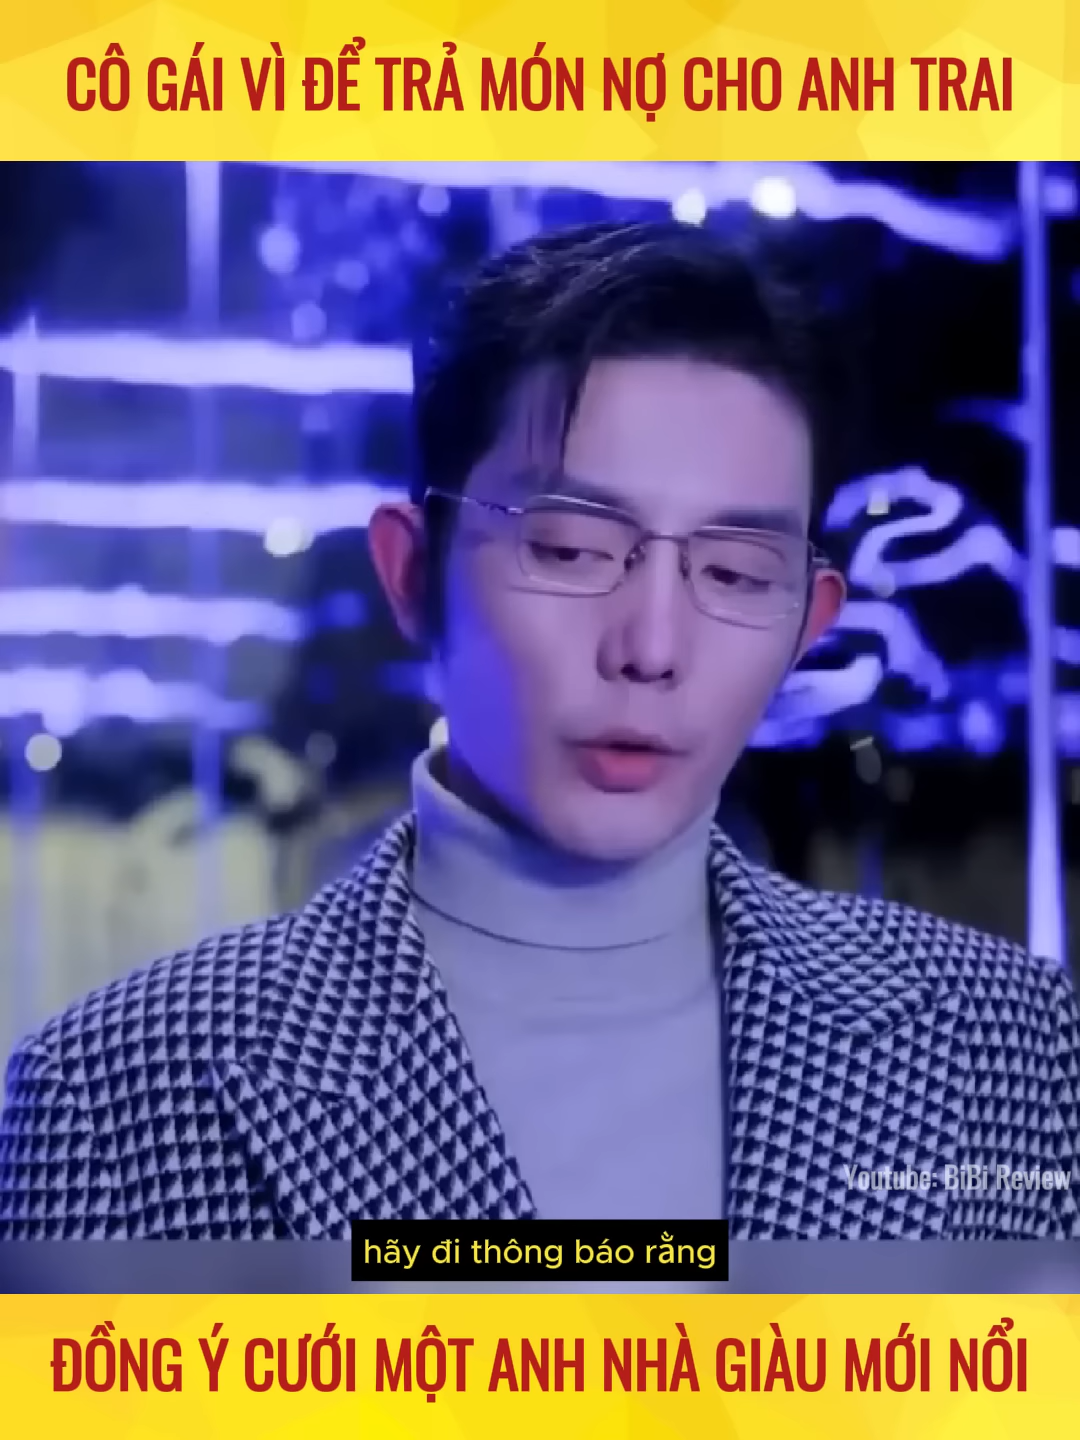 CÔ GÁI VÌ ĐỂ TRẢ MÓN NỢ CHO ANH TRAI
Youtube: BiBi Review
hãy đi thông báo rằng
ĐỒNG Ý CƯỚI MỘT ANH NHÀ GIÀU MỚI NỔI